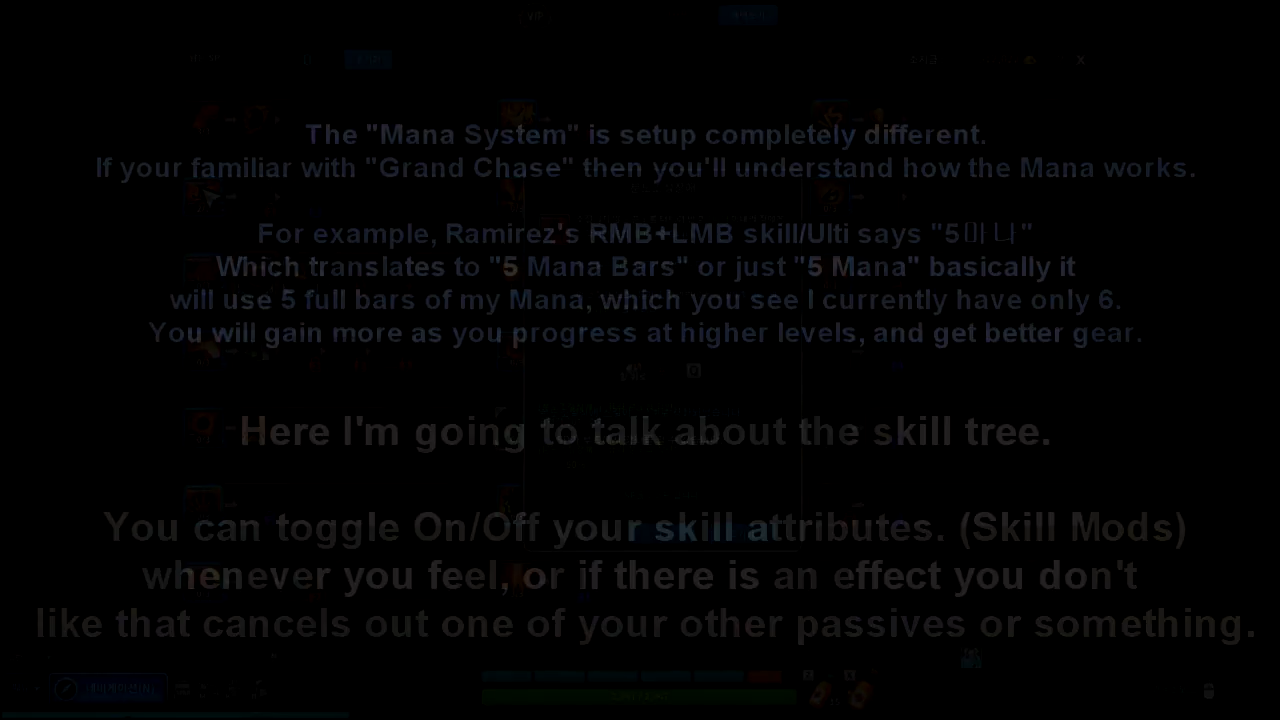 The "Mana System" is setup completely different.
If your familiar with "Grand Chase" then you'll understand how the Mana works.
For example, Ramirez's RMB+LMB skill/Ulti says "5마나"
Which translates to "5 Mana Bars" or just "5 Mana" basically it
will use 5 full bars of my Mana, which you see I currently have only 6.
You will gain more as you progress at higher levels, and get better gear.
Here I'm going to talk about the skill tree.
You can toggle On/Off your skill attributes. (Skill Mods)
whenever you feel, or if there is an effect you don't
like that cancels out one of your other passives or something.
네비게이션(N)